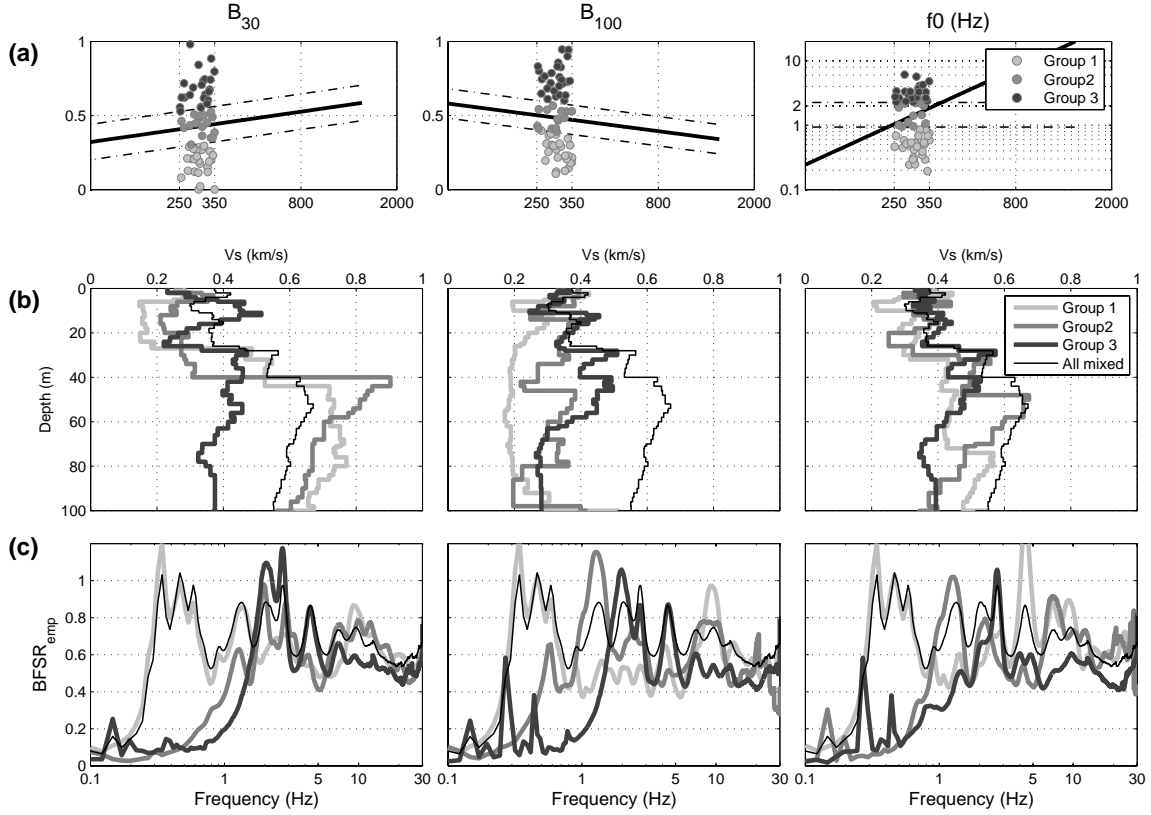 B30 B100 f0 (Hz)
(a)
1 1 10
0.5 0.5 2
1
0 0 0.1
250 350 800 2000 250 350 800 2000 250 350 800 2000
Group 1
Group2
Group 3
Vs (km/s) Vs (km/s) Vs (km/s)
0 0.2 0.4 0.6 0.8 1 0 0.2 0.4 0.6 0.8 1 0 0.2 0.4 0.6 0.8 1
(b)
0
20
40
60
80
100
Depth (m)
Group 1
Group2
Group 3
All mixed
(c)
1
0.8
0.6
0.4
0.2
0
BFSRemp
0.1 1 5 10 30 0.1 1 5 10 30 0.1 1 5 10 30
Frequency (Hz) Frequency (Hz) Frequency (Hz)